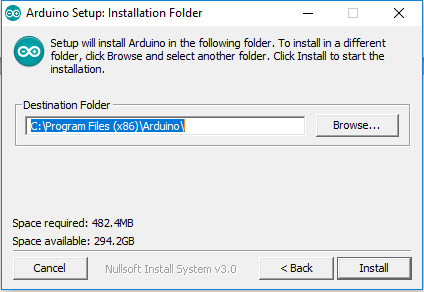 Arduino Setup: Installation Folder
Setup will install Arduino in the following folder. To install in a different
folder, click Browse and select another folder. Click Install to start the
installation.
Destination Folder
C:\Program Files (x86)\Arduino\
Browse...
Space required: 482.4MB
Space available: 294.2GB
Cancel
Nullsoft Install System v3.0
< Back
Install